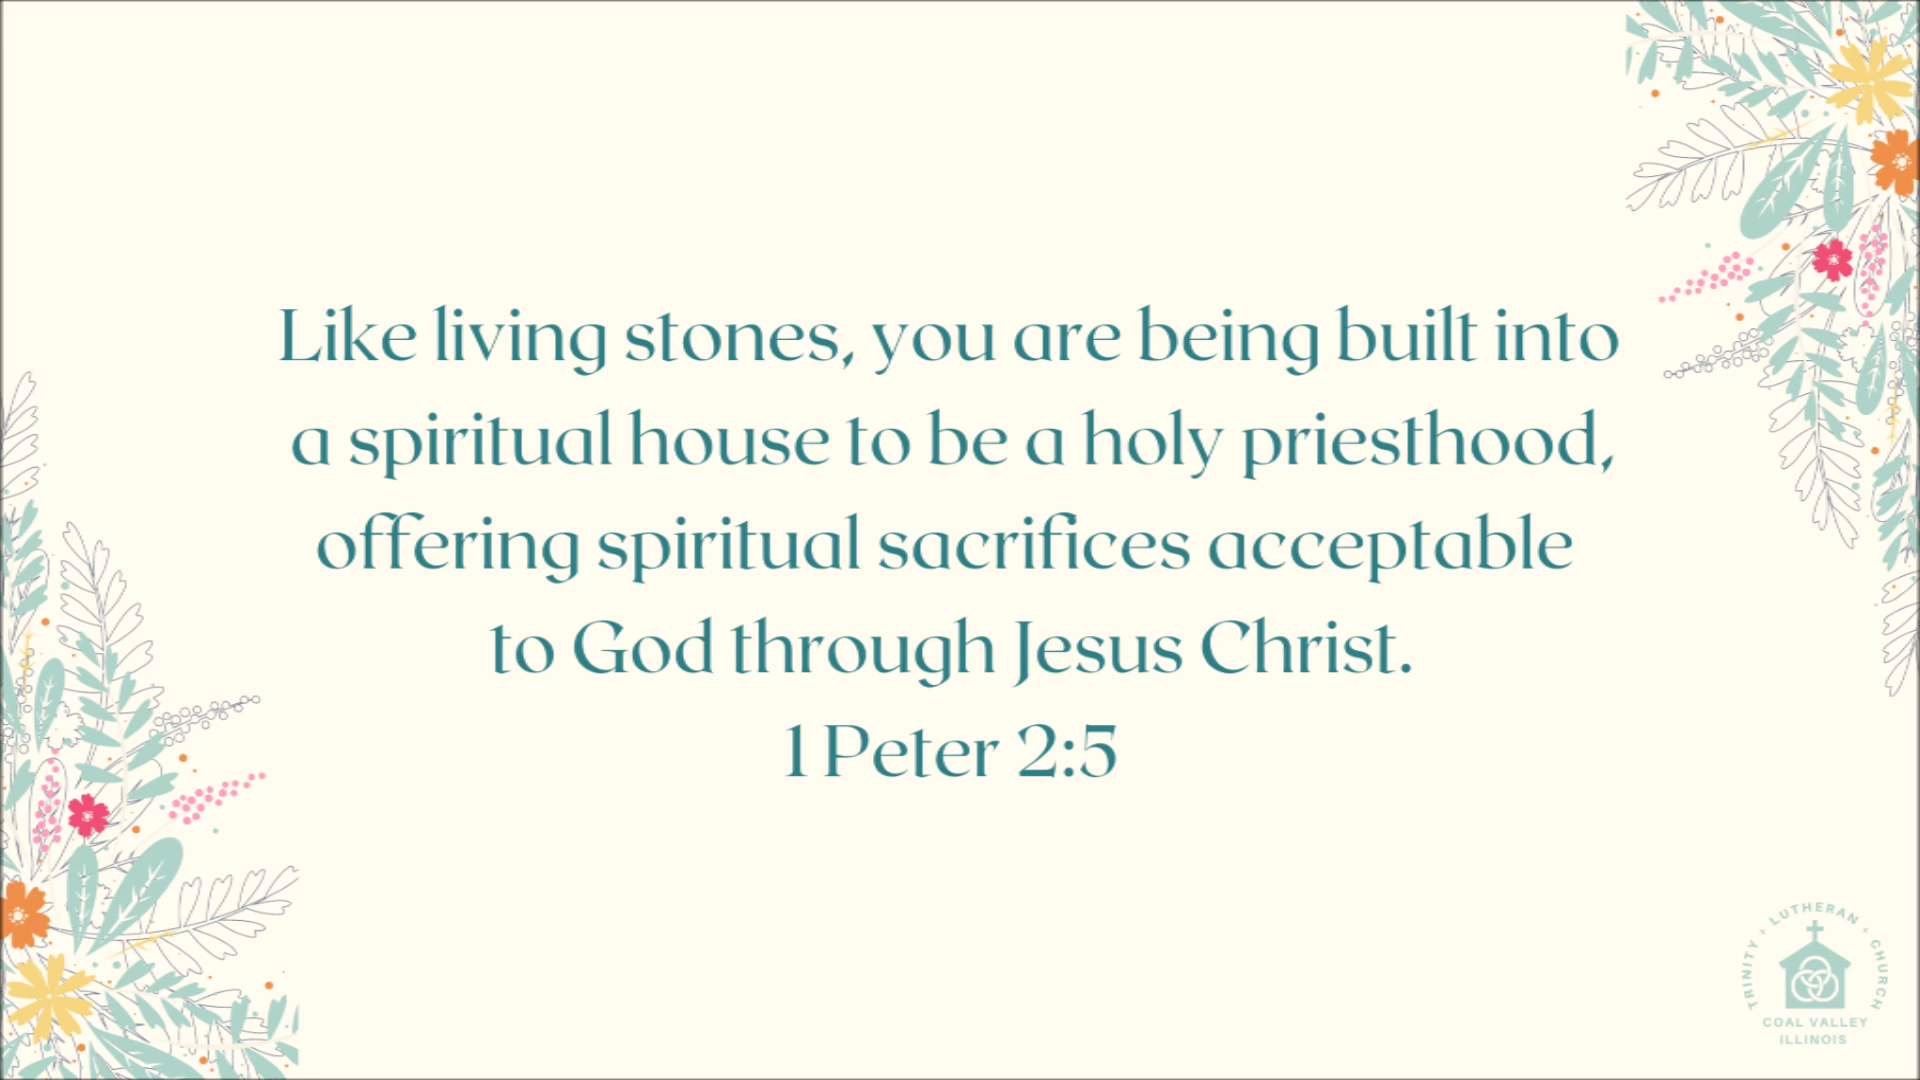 Like living stones, you are being built into
a spiritual house to be a holy priesthood,
offering spiritual sacrifices acceptable
to God through Jesus Christ.
1 Peter 2:5
TRINITY + LUTHERAN + CHURCH
COAL VALLEY
ILLINOIS